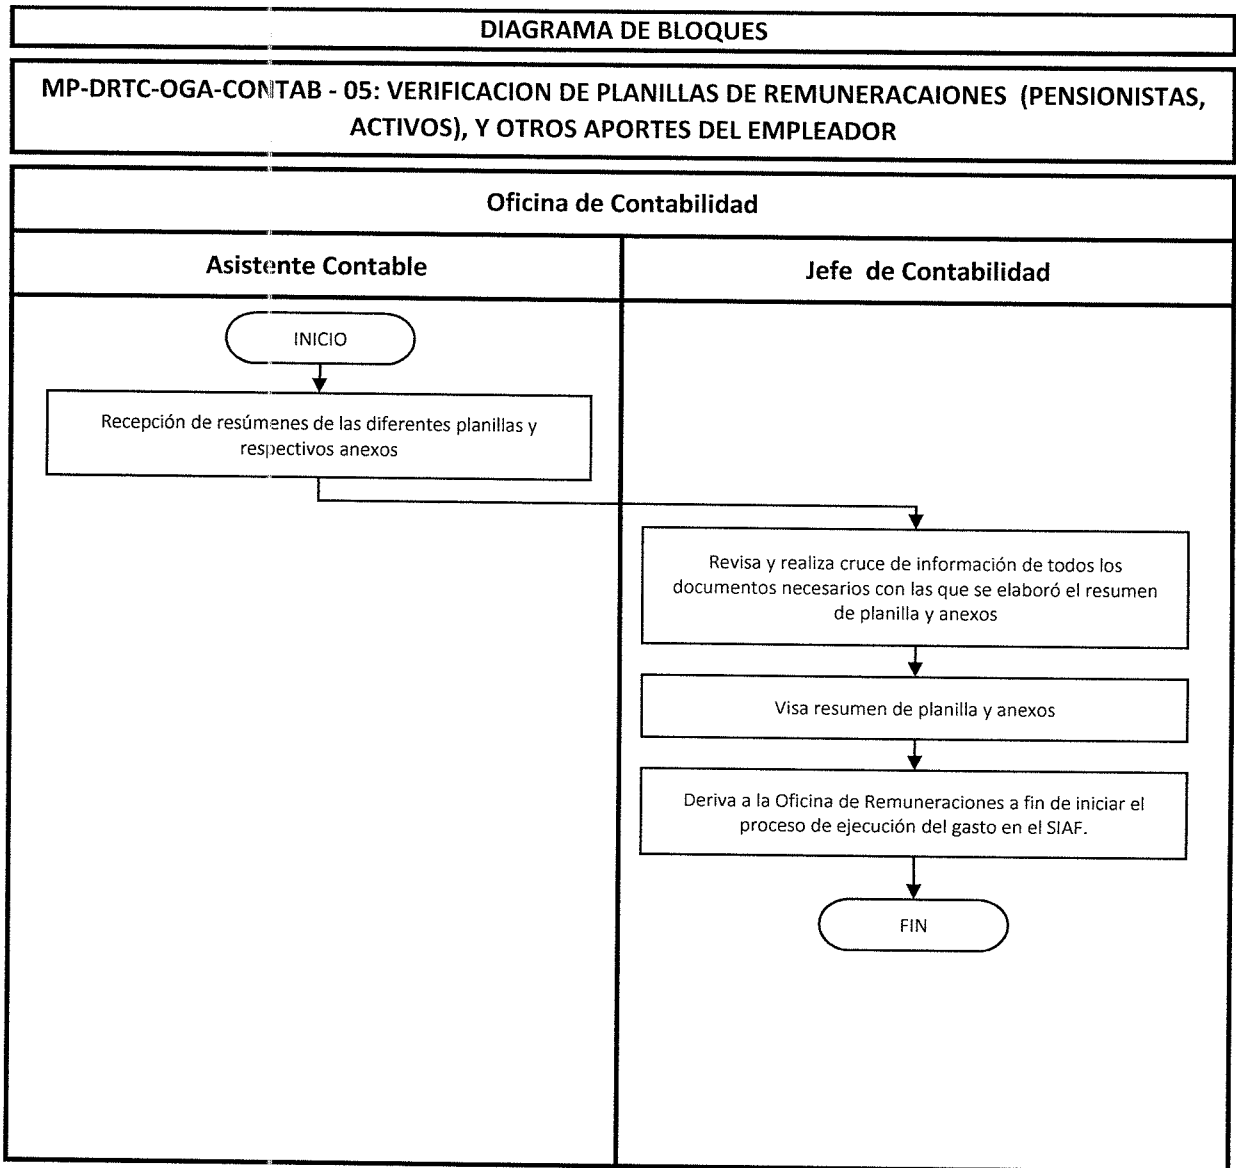 DIAGRAMA DE BLOQUES
MP-DRTC-OGA-CONTAB - 05: VERIFICACION DE PLANILLAS DE REMUNERACAIONES (PENSIONISTAS,
ACTIVOS), Y OTROS APORTES DEL EMPLEADOR
Oficina de Contabilidad
Asistente Contable
Jefe de Contabilidad
INICIO
Recepción de resúmenes de las diferentes planillas y
respectivos anexos
Revisa y realiza cruce de información de todos los
documentos necesarios con las que se elaboró el resumen
de planilla y anexos
Visa resumen de planilla y anexos
Deriva a la Oficina de Remuneraciones a fin de iniciar el
proceso de ejecución del gasto en el SIAF.
FIN